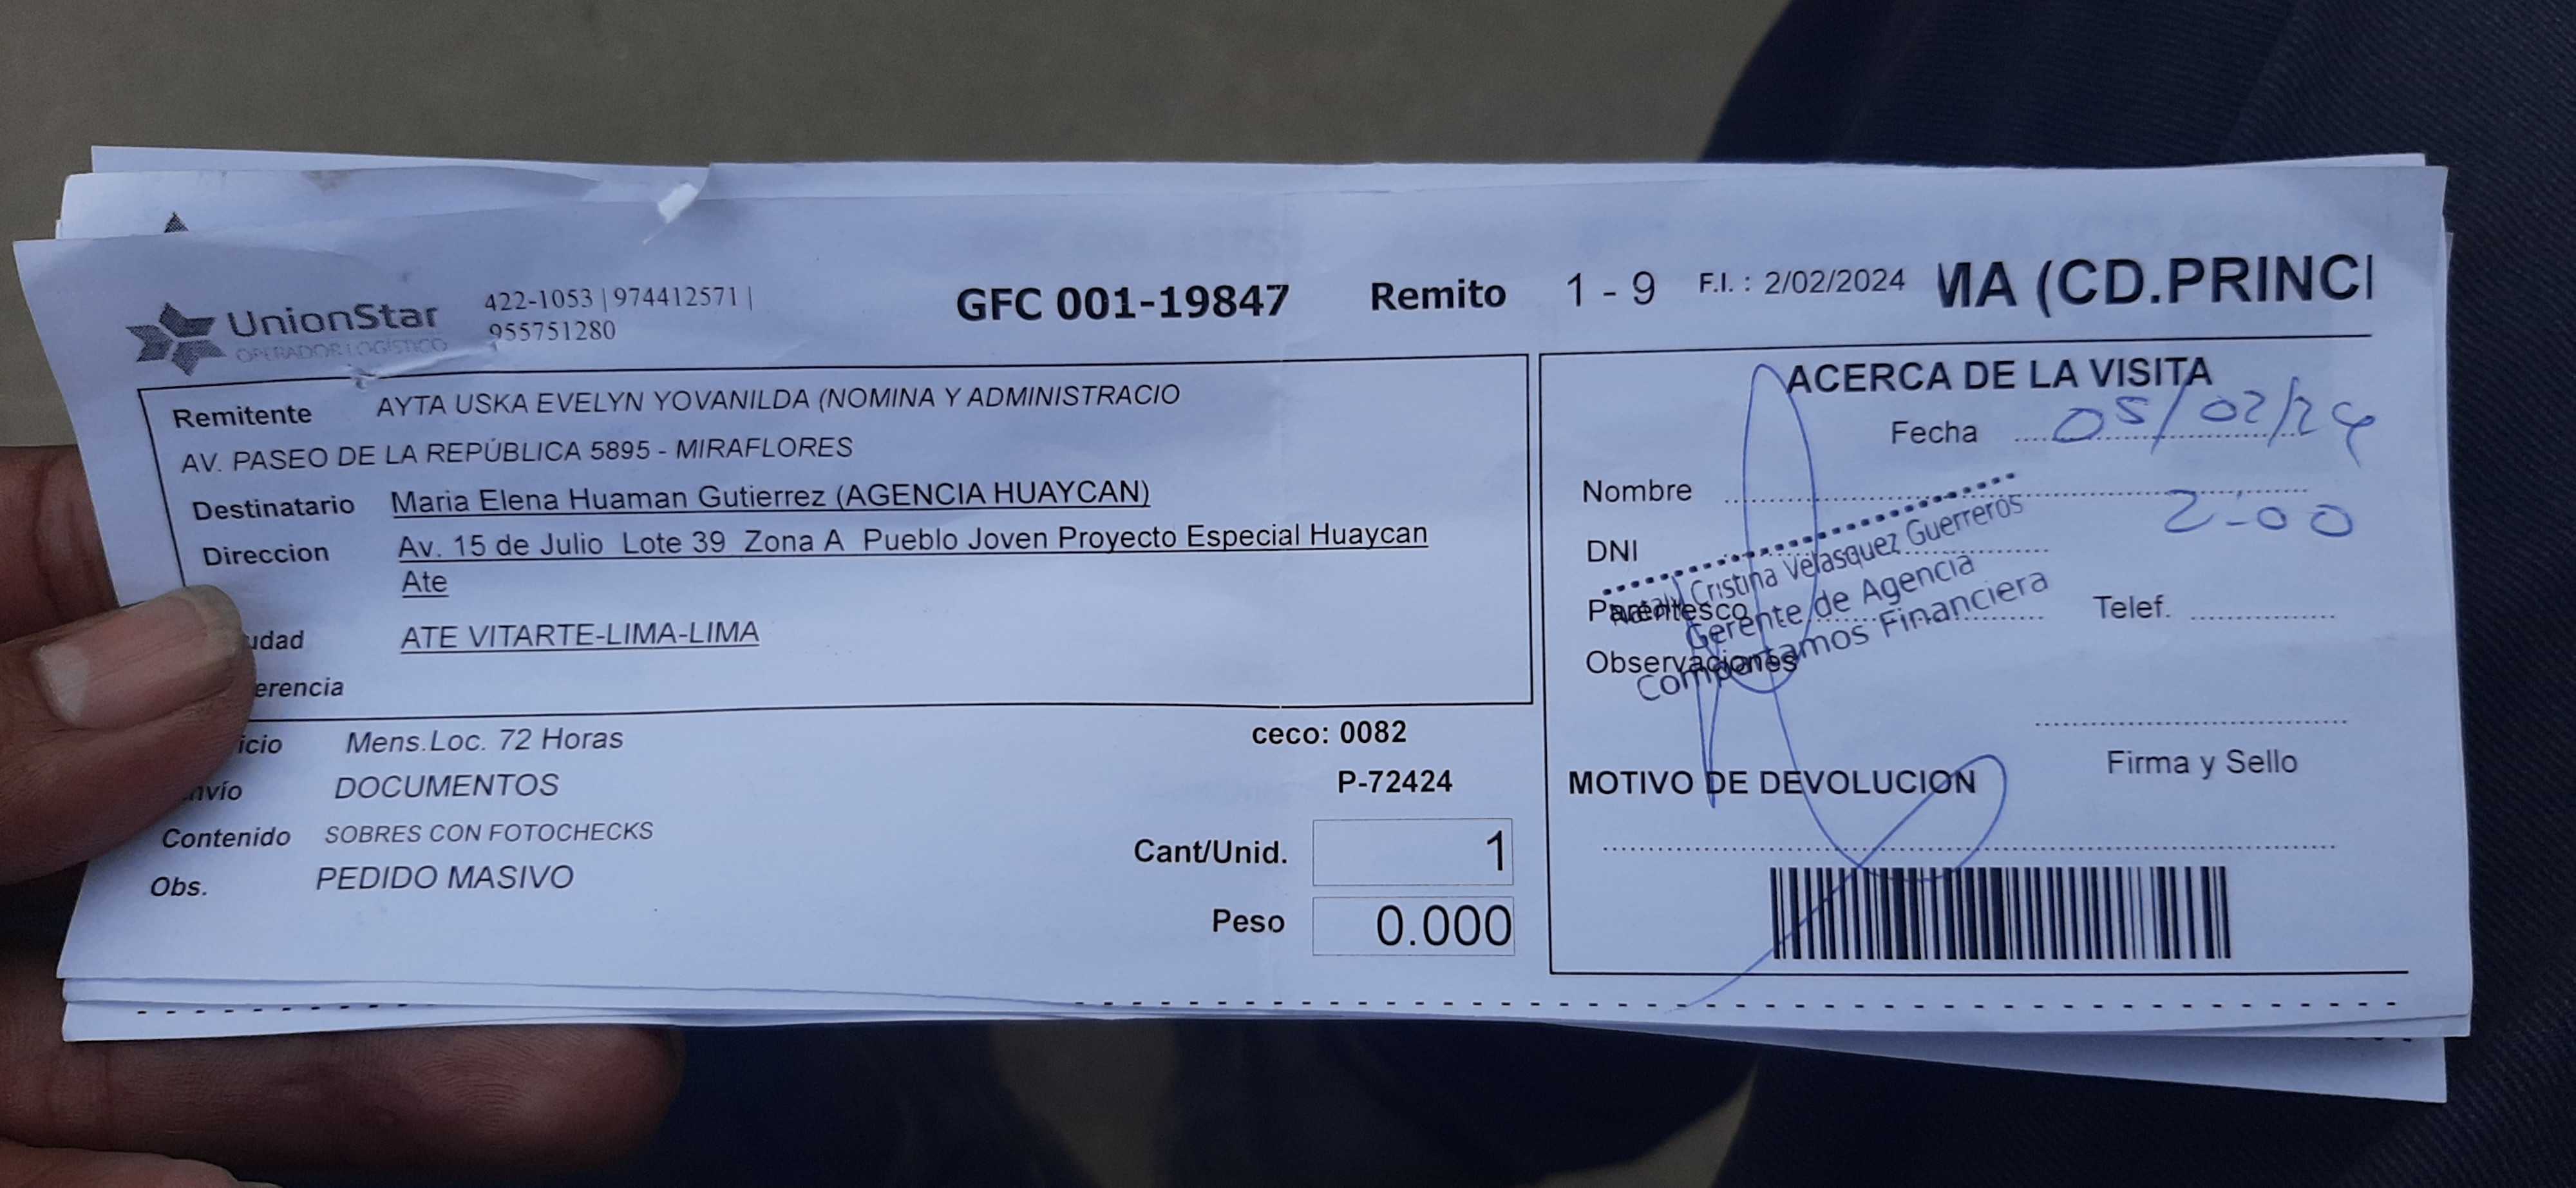 UnionStar
OPERADOR LOGÍSTICO
422-1053 | 974412571 |
955751280
GFC 001-19847 Remito 1 - 9 F.I. : 2/02/2024 MA (CD.PRINCI
Remitente AYTA USKA EVELYN YOVANILDA (NOMINA Y ADMINISTRACIO
AV. PASEO DE LA REPÚBLICA 5895 - MIRAFLORES
Destinatario Maria Elena Huaman Gutierrez (AGENCIA HUAYCAN)
Direccion Av. 15 de Julio Lote 39 Zona A Pueblo Joven Proyecto Especial Huaycan
Ate
udad ATE VITARTE-LIMA-LIMA
erencia
icio Mens.Loc. 72 Horas
nvío DOCUMENTOS
Contenido SOBRES CON FOTOCHECKS
Obs. PEDIDO MASIVO
ceco: 0082
P-72424
Cant/Unid. 1
Peso 0.000
ACERCA DE LA VISITA
Fecha 05/02/24
Nombre
2:00
DNI
Parentesco
Telef.
Observaciones
Cristina Velasquez Guerreros
Gerente de Agencia
Compartamos Financiera
Firma y Sello
MOTIVO DE DEVOLUCION